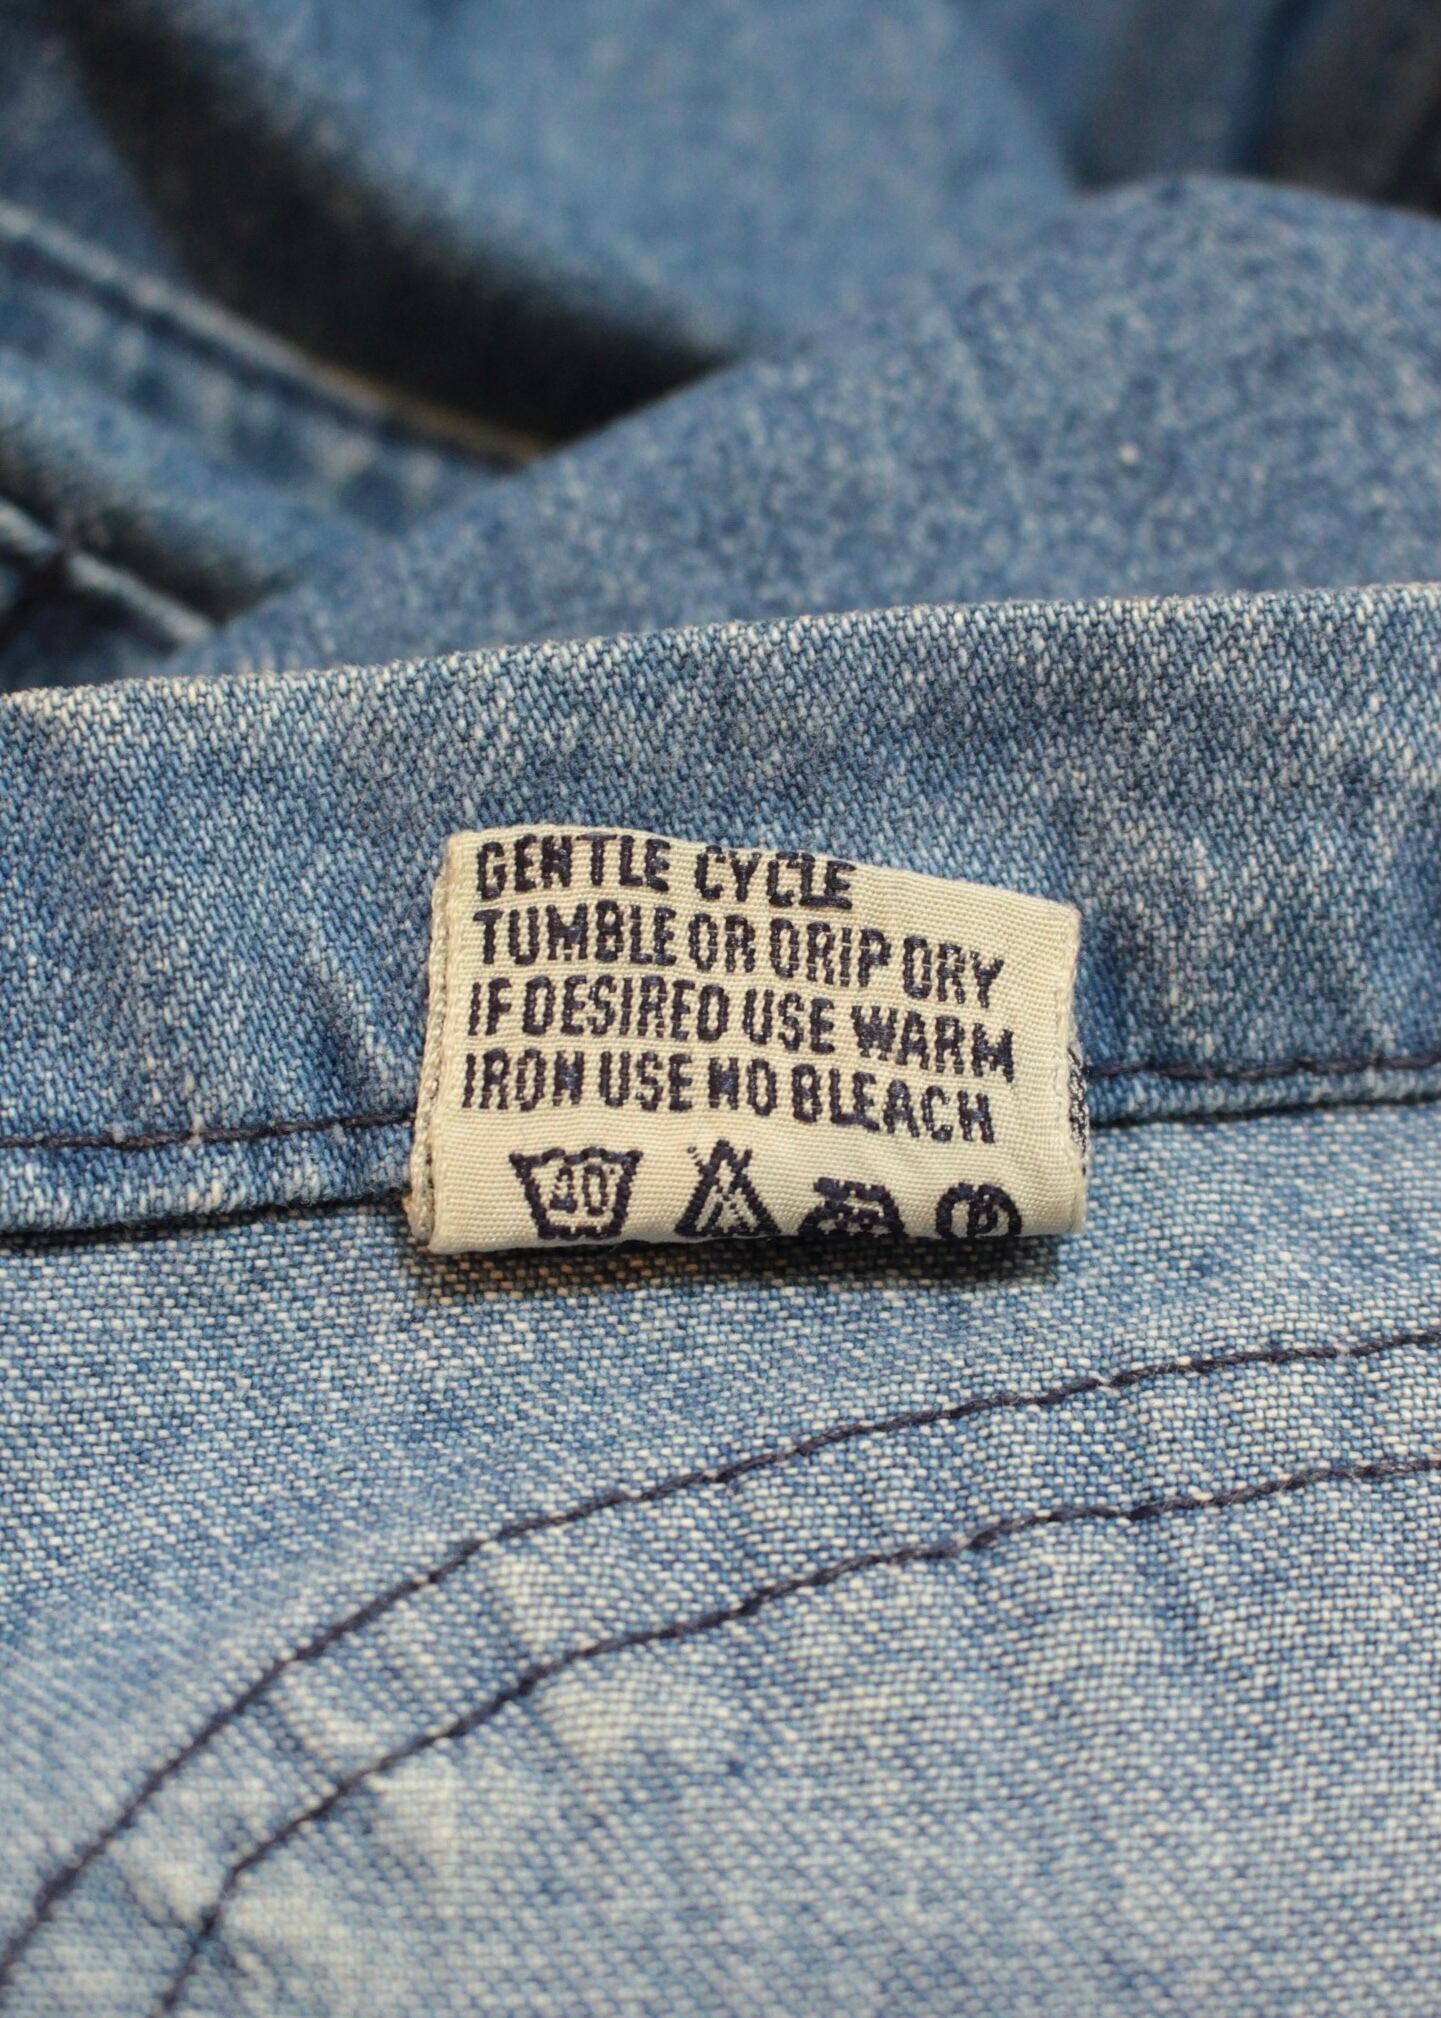 GENTLE CYCLE
TUMBLE OR DRIP DRY
IF DESIRED USE WARM
IRON USE NO BLEACH
40